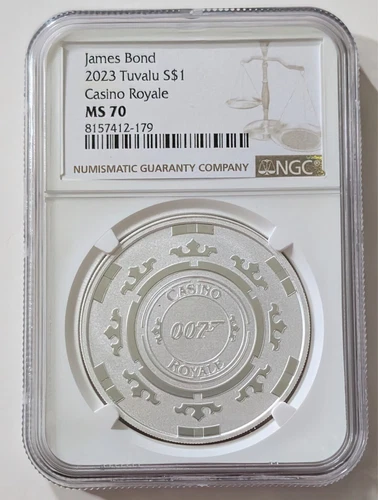 James Bond
2023 Tuvalu S$1
Casino Royale
MS 70
8157412-179
NUMISMATIC GUARANTY COMPANY
NGC
CASINO
007
ROYALE